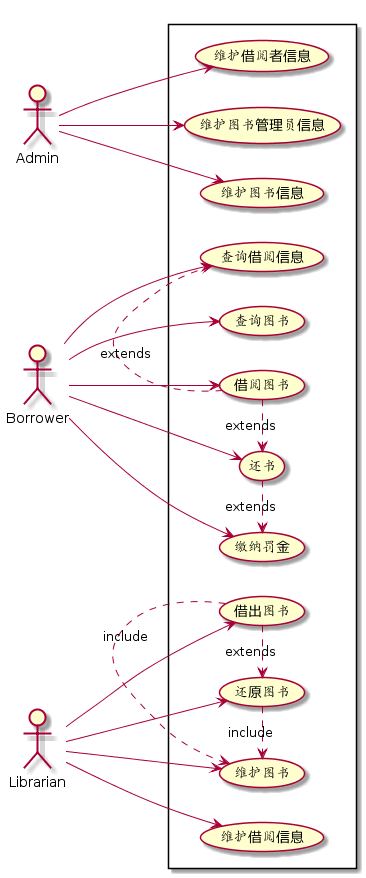 维护借阅者信息
维护图书管理员信息
Admin
维护图书信息
查询借阅信息
查询图书
extends
借阅图书
Borrower
extends
还书
extends
缴纳罚金
借出图书
include
extends
还原图书
include
维护图书
Librarian
维护借阅信息